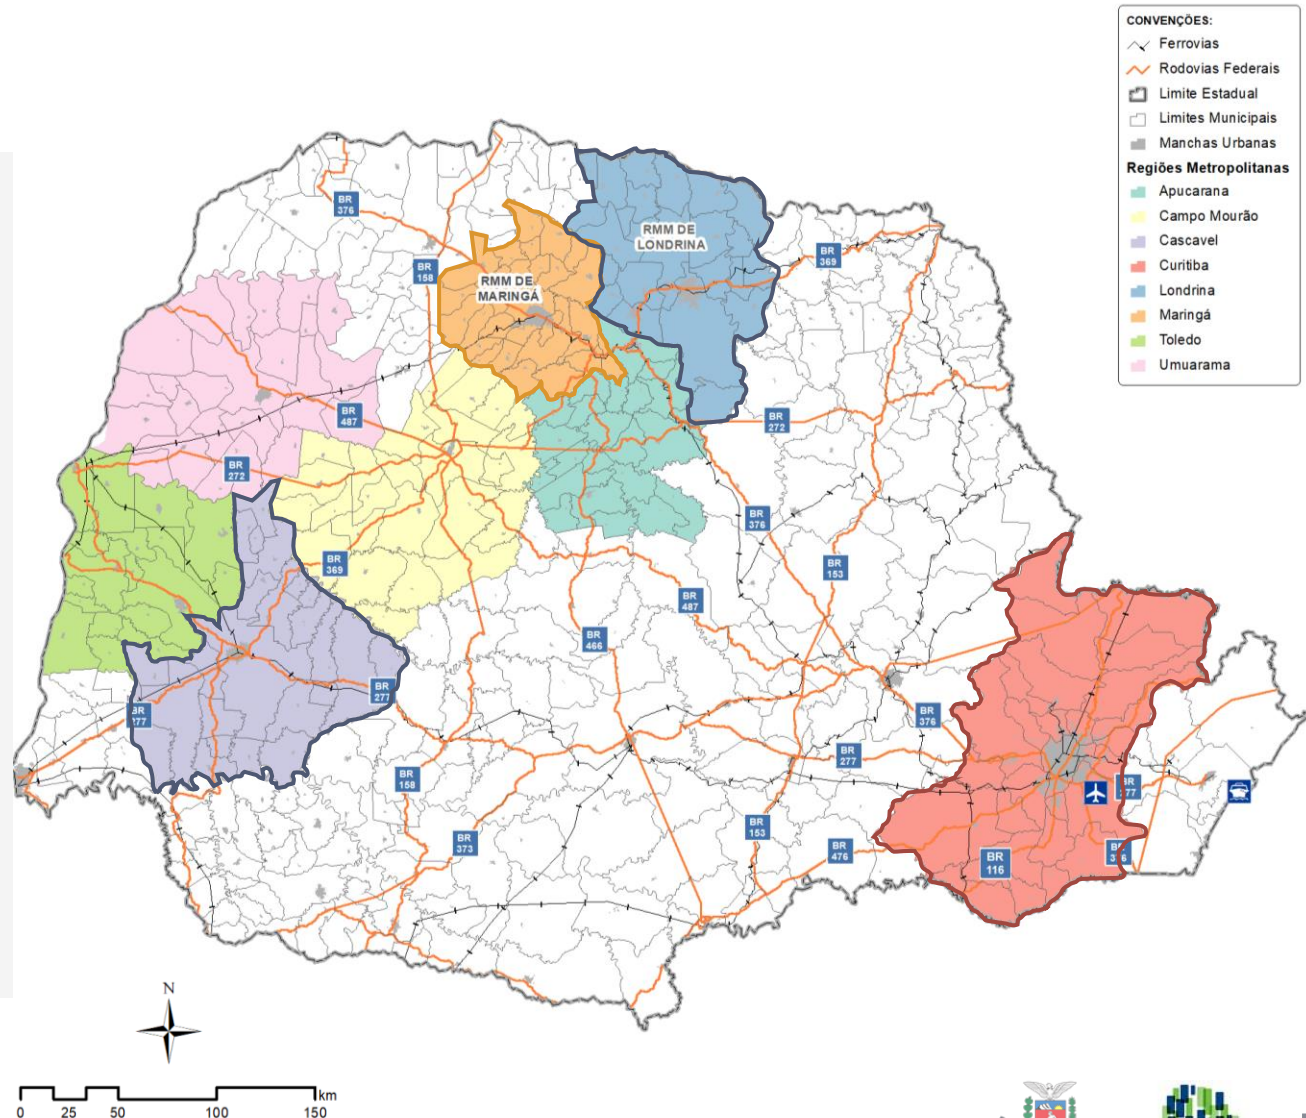 CONVENÇÕES:
Ferrovias
Rodovias Federais
Limite Estadual
Limites Municipais
Manchas Urbanas
Regiões Metropolitanas
Apucarana
Campo Mourão
Cascavel
Curitiba
Londrina
Maringá
Toledo
Umuarama
BR
376
RMM DE
LONDRINA
BR
369
BR
158
RMM DE
MARINGÁ
BR
487
BR
272
BR
272
BR
376
BR
369
BR
153
BR
487
BR
466
BR
277
BR
277
BR
376
BR
277
BR
158
BR
277
BR
153
BR
373
BR
476
BR
116
BR
376
N
km
0 25 50 100 150